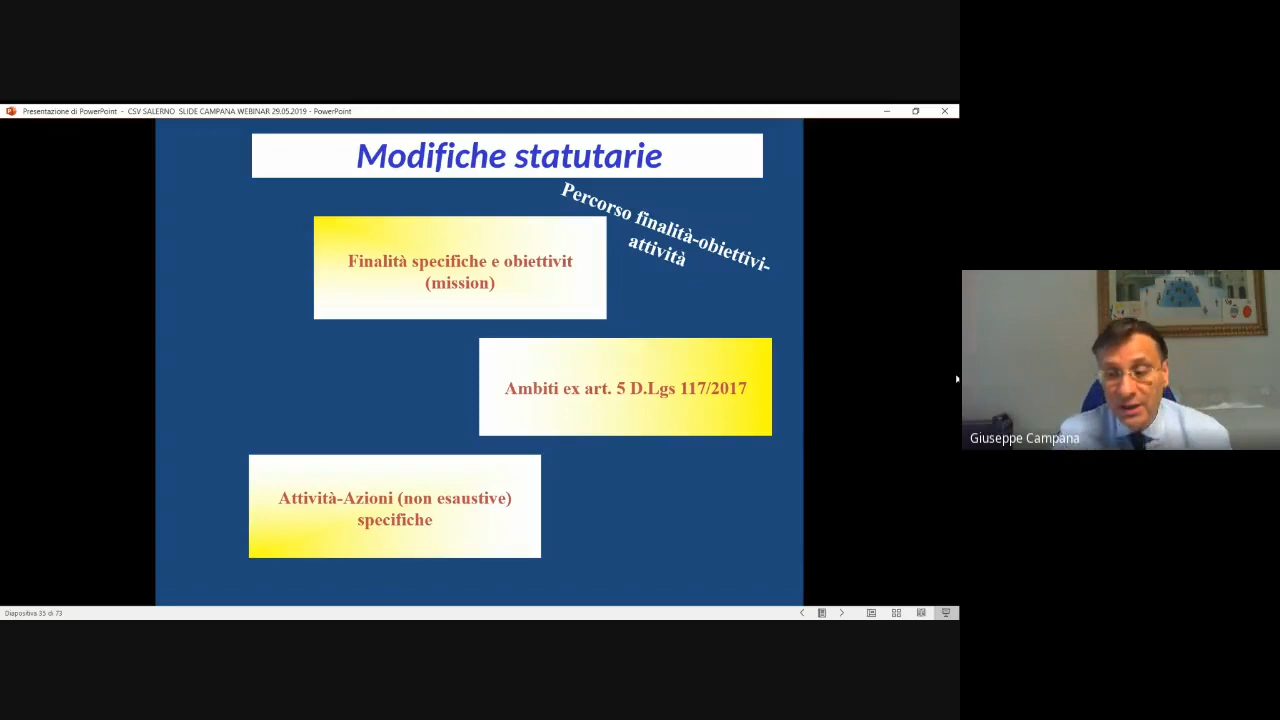 Presentazione di PowerPoint - CSV SALERNO SLIDE CAMPANA WEBINAR 29.05.2019 - PowerPoint
Modifiche statutarie
Percorso finalità-obiettivi-
attività
Finalità specifiche e obiettivit
(mission)
Ambiti ex art. 5 D.Lgs 117/2017
Attività-Azioni (non esaustive)
specifiche
Giuseppe Campana
Diapositiva 35 di 73